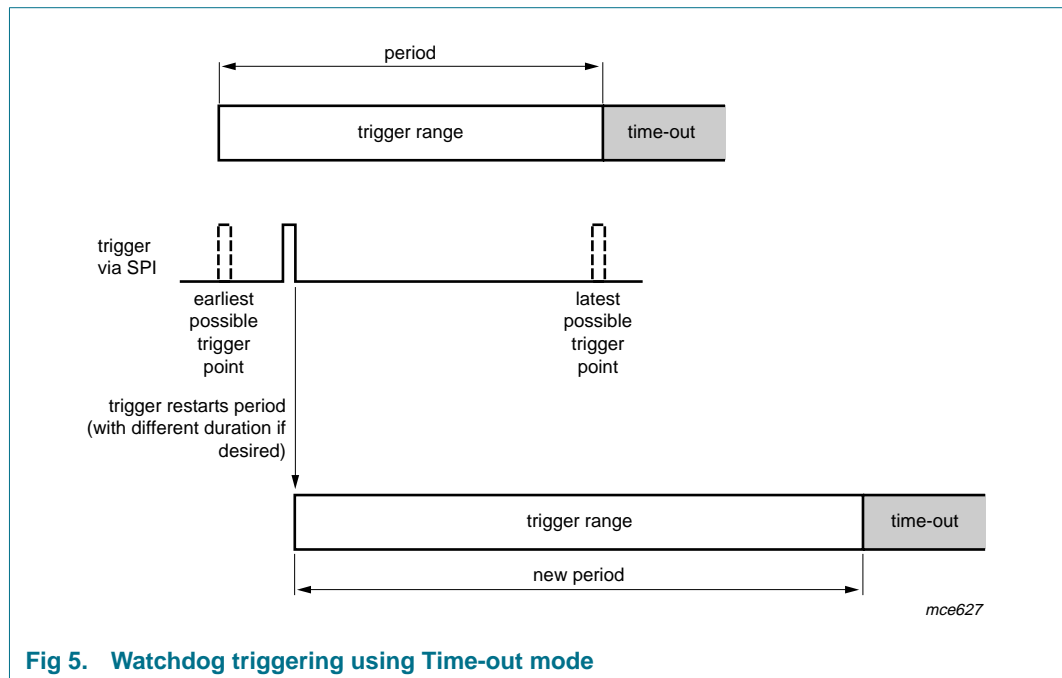 period
trigger range
time-out
trigger
via SPI
earliest
possible
trigger
point
latest
possible
trigger
point
trigger restarts period
(with different duration if
desired)
trigger range
time-out
new period
mce627
Fig 5. Watchdog triggering using Time-out mode